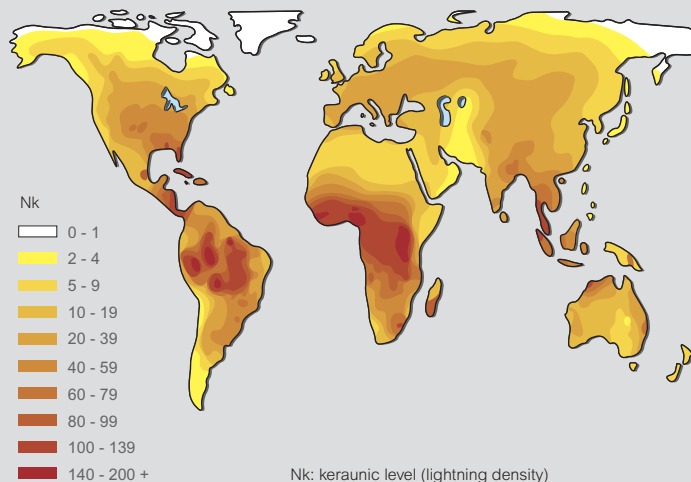 Nk
0 - 1
2 - 4
5 - 9
10 - 19
20 - 39
40 - 59
60 - 79
80 - 99
100 - 139
140 - 200 +
Nk: keraunic level (lightning density)